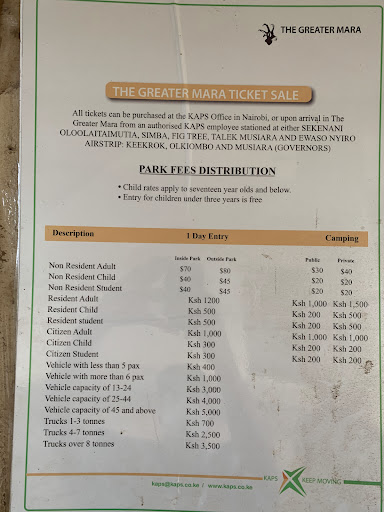 THE GREATER MARA
THE GREATER MARA TICKET SALE
All tickets can be purchased at the KAPS Office in Nairobi, or upon arrival in The
Greater Mara from an authorised KAPS employee stationed at either SEKENANI
OLOOLAITAIMUTIA, SIMBA, FIG TREE, TALEK MUSIARA AND EWASO NYIRO
AIRSTRIP: KEEKROK, OLKIOMBO AND MUSIARA (GOVERNORS)
PARK FEES DISTRIBUTION
• Child rates apply to seventeen year olds and below.
• Entry for children under three years is free
Description 1 Day Entry Camping
Inside Park Outside Park Public Private
Non Resident Adult $70 $80 $30 $40
Non Resident Child $40 $45 $20 $20
Non Resident Student $40 $45 $20 $20
Resident Adult Ksh 1200 Ksh 1,000 Ksh 1,500
Resident Child Ksh 500 Ksh 200 Ksh 500
Resident student Ksh 500 Ksh 200 Ksh 500
Citizen Adult Ksh 1,000 Ksh 1,000 Ksh 1,000
Citizen Child Ksh 300 Ksh 200 Ksh 200
Citizen Student Ksh 300 Ksh 200 Ksh 200
Vehicle with less than 5 pax Ksh 400
Vehicle with more than 6 pax Ksh 1,000
Vehicle capacity of 13-24 Ksh 3,000
Vehicle capacity of 25-44 Ksh 4,000
Vehicle capacity of 45 and above Ksh 5,000
Trucks 1-3 tonnes Ksh 700
Trucks 4-7 tonnes Ksh 2,500
Trucks over 8 tonnes Ksh 3,500
KAPS KEEP MOVING
kaps@kaps.co.ke / www.kaps.co.ke